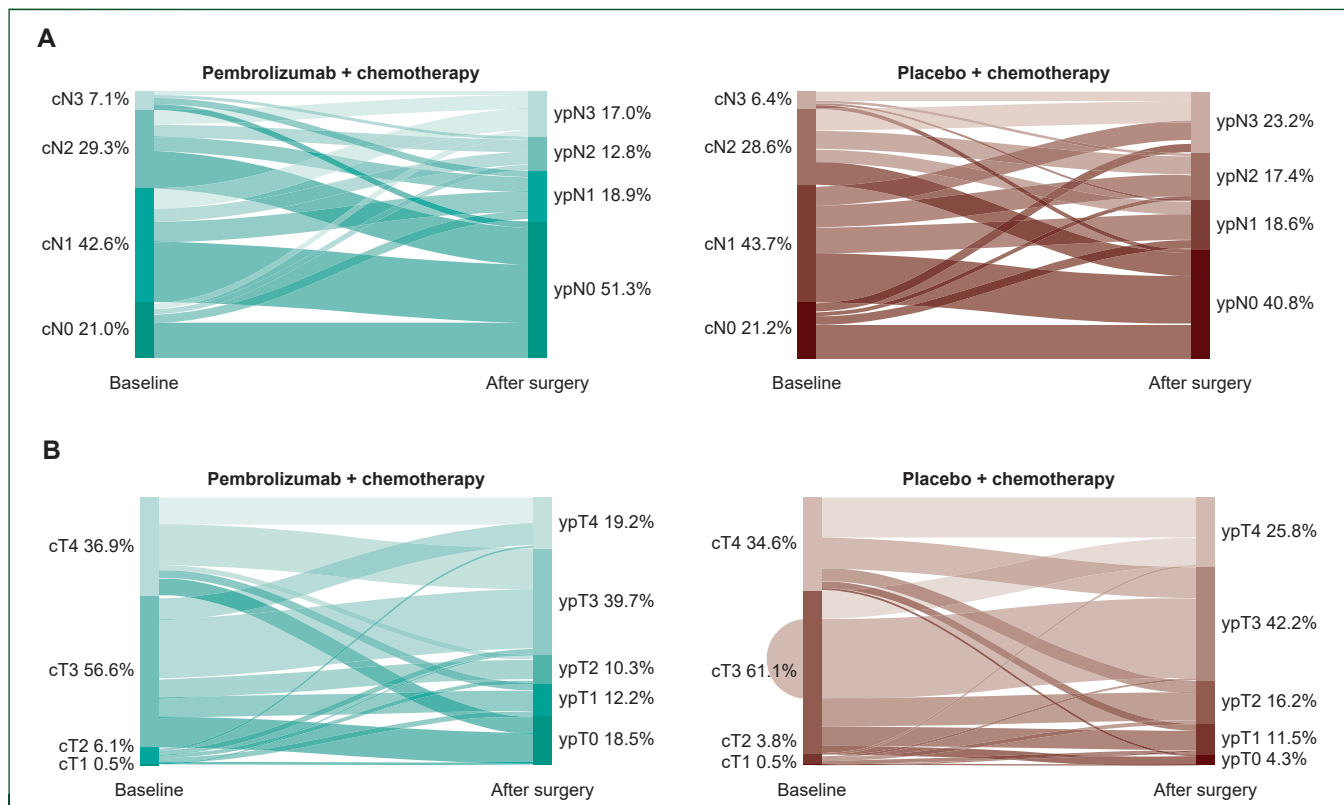 A
Pembrolizumab + chemotherapy
cN3 7.1%
cN2 29.3%
cN1 42.6%
cN0 21.0%
ypN3 17.0%
ypN2 12.8%
ypN1 18.9%
ypN0 51.3%
Baseline
After surgery
Placebo + chemotherapy
cN3 6.4%
cN2 28.6%
cN1 43.7%
cN0 21.2%
ypN3 23.2%
ypN2 17.4%
ypN1 18.6%
ypN0 40.8%
Baseline
After surgery
B
Pembrolizumab + chemotherapy
cT4 36.9%
cT3 56.6%
cT2 6.1%
cT1 0.5%
ypT4 19.2%
ypT3 39.7%
ypT2 10.3%
ypT1 12.2%
ypT0 18.5%
Baseline
After surgery
Placebo + chemotherapy
cT4 34.6%
cT3 61.1%
cT2 3.8%
cT1 0.5%
ypT4 25.8%
ypT3 42.2%
ypT2 16.2%
ypT1 11.5%
ypT0 4.3%
Baseline
After surgery